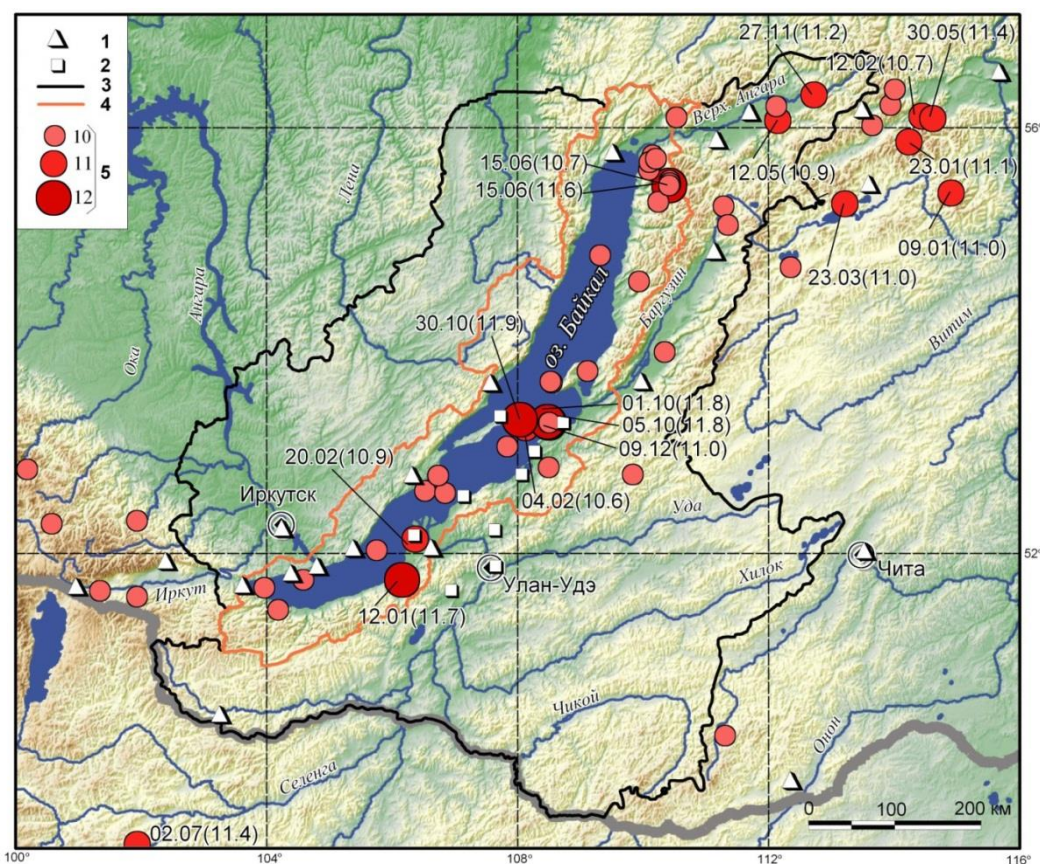 1
2
3
4
10
11
5
12
27.11(11.2)
30.05(11.4)
12.02(10.7)
Верх. Ангара
56°
15.06(10.7)
15.06(11.6)
12.05(10.9)
23.01(11.1)
Лена
09.01(11.0)
23.03(11.0)
Ангара
Баргузин
оз. Байкал
30.10(11.9)
Витим
Ока
01.10(11.8)
05.10(11.8)
09.12(11.0)
20.02(10.9)
04.02(10.6)
Иркутск
Уда
52°
Чита
Улан-Удэ
Хилок
Иркут
12.01(11.7)
Чикой
Онон
Селенга
0 100 200 км
02.07(11.4)
100° 104° 108° 112° 116°